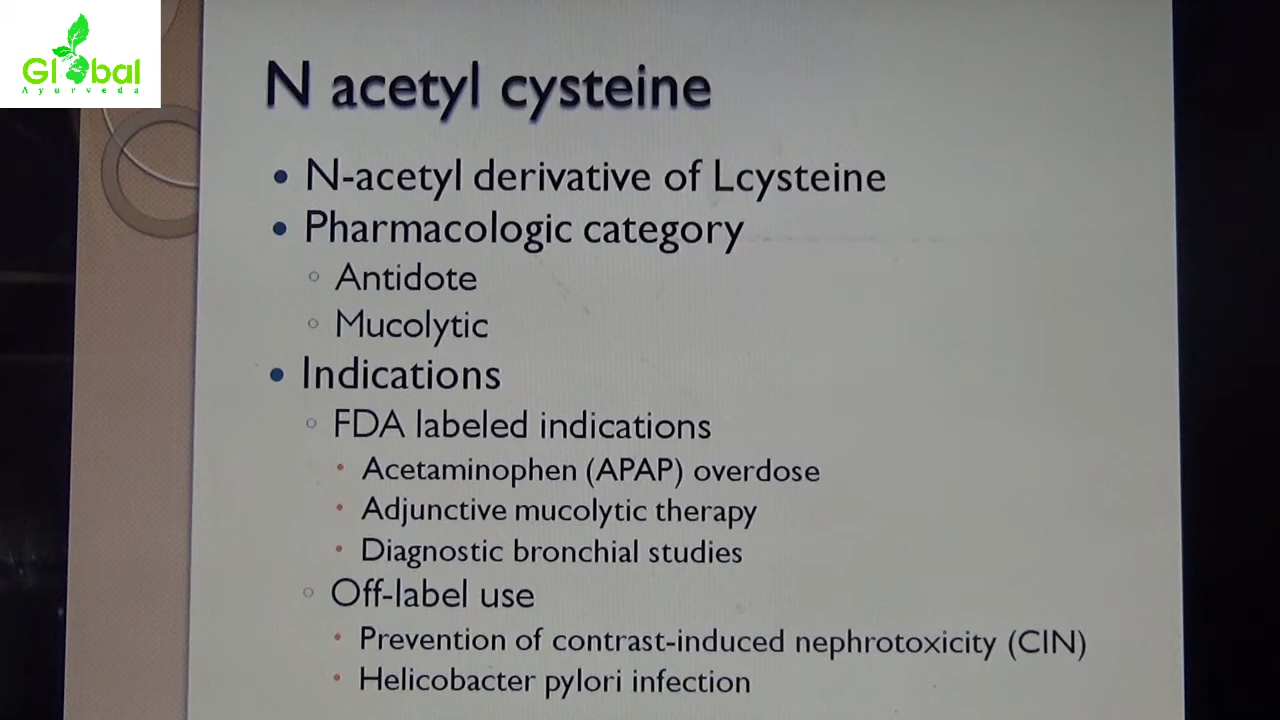 Global
Ayurveda
N acetyl cysteine
• N-acetyl derivative of Lcysteine
• Pharmacologic category
◦ Antidote
◦ Mucolytic
• Indications
◦ FDA labeled indications
• Acetaminophen (APAP) overdose
• Adjunctive mucolytic therapy
• Diagnostic bronchial studies
◦ Off-label use
• Prevention of contrast-induced nephrotoxicity (CIN)
• Helicobacter pylori infection